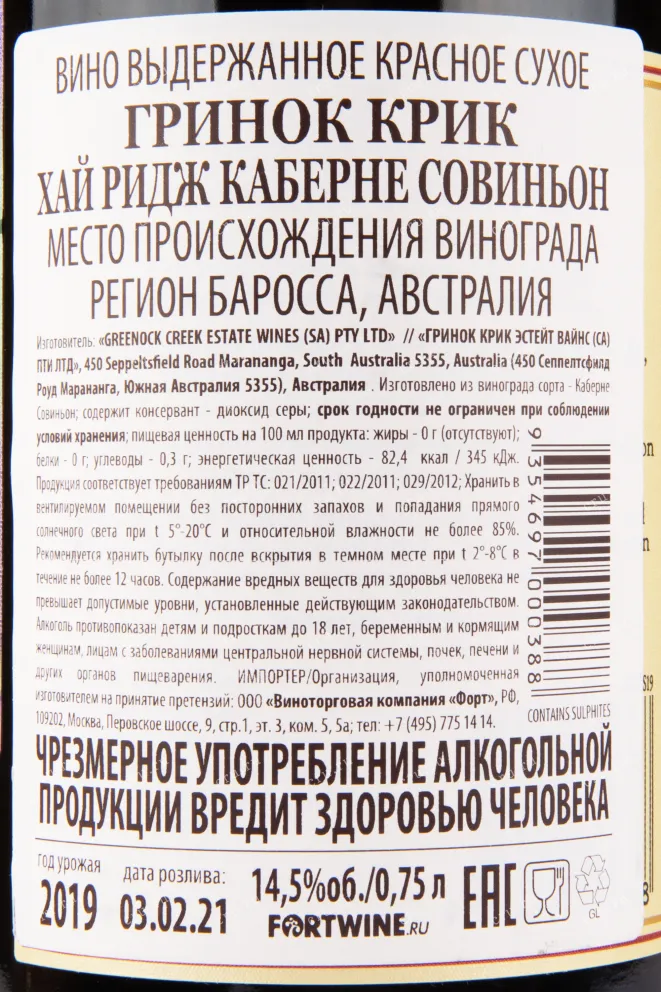 ВИНО ВЫДЕРЖАННОЕ КРАСНОЕ СУХОЕ
ГРИНОК КРИК
ХАЙ РИДЖ КАБЕРНЕ СОВИНЬОН
МЕСТО ПРОИСХОЖДЕНИЯ ВИНОГРАДА
РЕГИОН БАРОССА, АВСТРАЛИЯ
Изготовитель: «GREENOCK CREEK ESTATE WINES (SA) PTY LTD» // «ГРИНОК КРИК ЭСТЕЙТ ВАЙНС (СА)
ПТИ ЛТД», 450 Seppeltsfield Road Marananga, South Australia 5355, Australia (450 Сеппелтсфилд
Роуд Марананга, Южная Австралия 5355), Австралия . Изготовлено из винограда сорта - Каберне
Совиньон; содержит консервант - диоксид серы; срок годности не ограничен при соблюдении
условий хранения; пищевая ценность на 100 мл продукта: жиры - 0 г (отсутствуют);
белки - 0 г; углеводы - 0,3 г; энергетическая ценность - 82,4 ккал / 345 кДж.
Продукция соответствует требованиям ТР ТС: 021/2011; 022/2011; 029/2012; Хранить в
вентилируемом помещении без посторонних запахов и попадания прямого
солнечного света при t 5°-20°С и относительной влажности не более 85%.
Рекомендуется хранить бутылку после вскрытия в темном месте при t 2°-8°С в
течение не более 12 часов. Содержание вредных веществ для здоровья человека не
превышает допустимые уровни, установленные действующим законодательством.
Алкоголь противопоказан детям и подросткам до 18 лет, беременным и кормящим
женщинам, лицам с заболеваниями центральной нервной системы, почек, печени и
других органов пищеварения. ИМПОРТЕР/Организация, уполномоченная
изготовителем на принятие претензий: ООО «Виноторговая компания «Форт», РФ,
109202, Москва, Перовское шоссе, 9, стр.1, эт. 3, ком. 5, 5а; тел: +7 (495) 775 14 14.
9 354697 000388
CONTAINS SULPHITES
ЧРЕЗМЕРНОЕ УПОТРЕБЛЕНИЕ АЛКОГОЛЬНОЙ
ПРОДУКЦИИ ВРЕДИТ ЗДОРОВЬЮ ЧЕЛОВЕКА
год урожая
2019
дата розлива:
03.02.21
14,5%об./0,75 л
FORTWINE.RU
ЕАС
GL